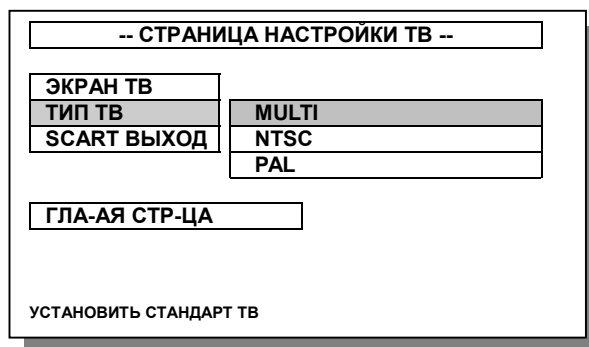 -- СТРАНИЦА НАСТРОЙКИ ТВ --
ЭКРАН ТВ
ТИП ТВ MULTI
SCART ВЫХОД NTSC
PAL
ГЛА-АЯ СТР-ЦА
УСТАНОВИТЬ СТАНДАРТ ТВ